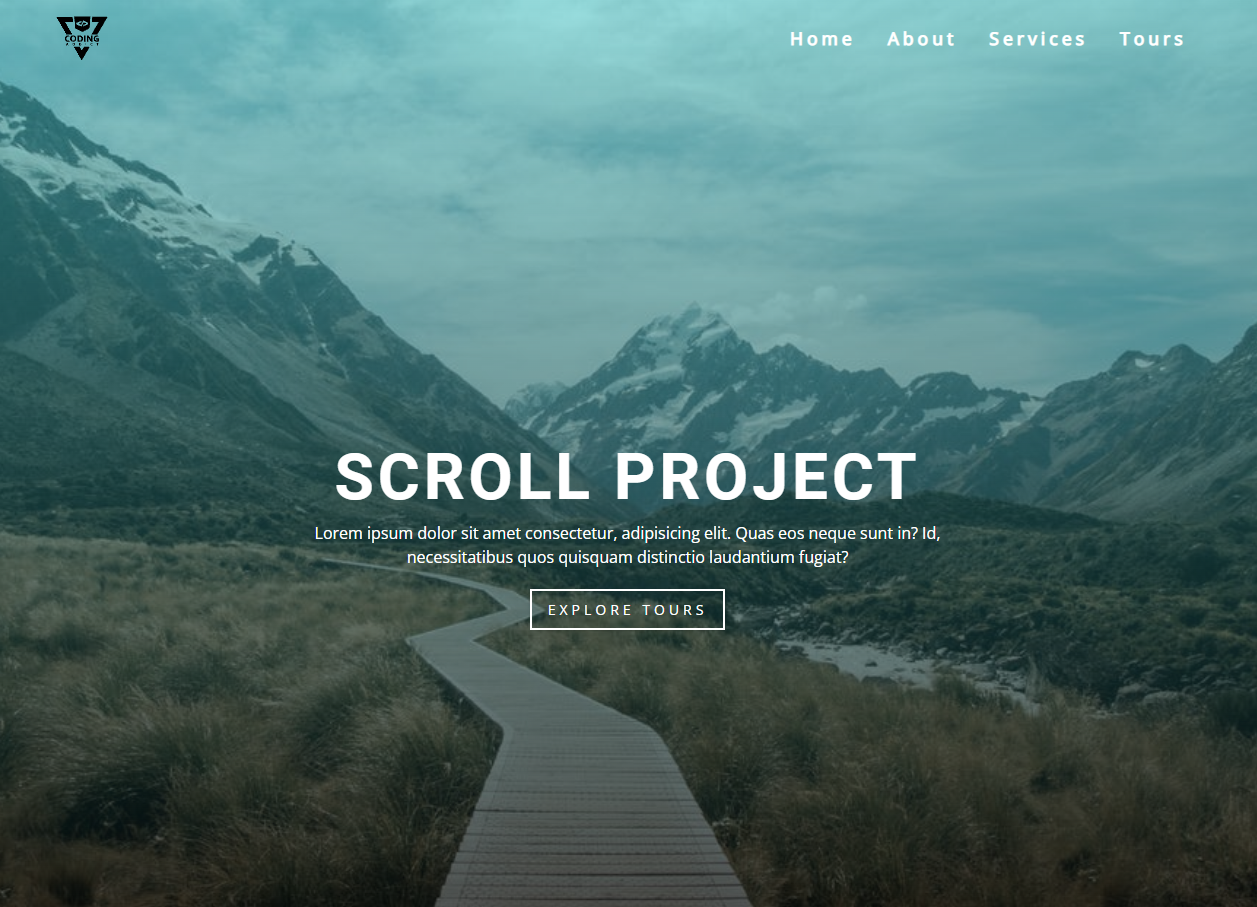 CODING
ADDICT
Home About Services Tours
SCROLL PROJECT
Lorem ipsum dolor sit amet consectetur, adipisicing elit. Quas eos neque sunt in? Id,
necessitatibus quos quisquam distinctio laudantium fugiat?
EXPLORE TOURS